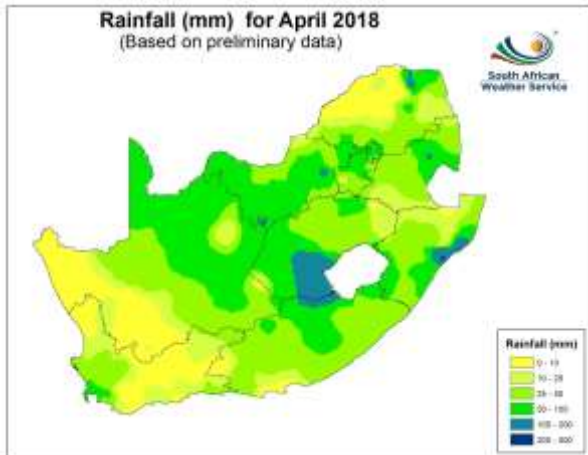 Rainfall (mm) for April 2018
(Based on preliminary data)
South African
Weather Service
Rainfall (mm)
0 - 10
10 - 25
25 - 50
50 - 100
100 - 200
200 - 500